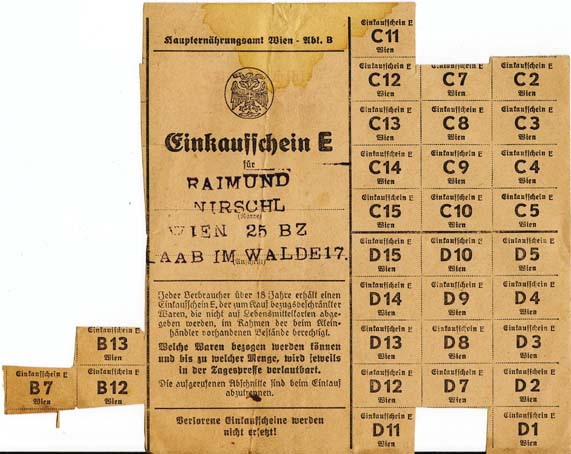 Haupternährungsamt Wien - Abt. B
Einkaufschein E
für
RAIMUND
NIRSCHL
(Name)
WIEN 25 BZ
AAB IM WALDE17.
(Anschrift)
Jeder Verbraucher über 18 Jahre erhält einen
Einkaufschein E, der zum Kauf bezugsbeschränkter
Waren, die nicht auf Lebensmittelkarten abge-
geben werden, im Rahmen der beim Klein-
händler vorhandenen Bestände berechtigt.
Welche Waren bezogen werden können
und bis zu welcher Menge, wird jeweils
in der Tagespresse verlautbart.
Die aufgerufenen Abschnitte sind beim Einkauf
abzutrennen.
Verlorene Einkaufscheine werden
nicht ersetzt!
Einkaufschein E
B13
Wien
Einkaufschein E Einkaufschein E
B7 B12
Wien Wien
Einkaufschein E
C11
Wien
Einkaufschein E Einkaufschein E Einkaufschein E
C12 C7 C2
Wien Wien Wien
Einkaufschein E Einkaufschein E Einkaufschein E
C13 C8 C3
Wien Wien Wien
Einkaufschein E Einkaufschein E Einkaufschein E
C14 C9 C4
Wien Wien Wien
Einkaufschein E Einkaufschein E Einkaufschein E
C15 C10 C5
Wien Wien Wien
Einkaufschein E Einkaufschein E Einkaufschein E
D15 D10 D5
Wien Wien Wien
Einkaufschein E Einkaufschein E Einkaufschein E
D14 D9 D4
Wien Wien Wien
Einkaufschein E Einkaufschein E Einkaufschein E
D13 D8 D3
Wien Wien Wien
Einkaufschein E Einkaufschein E Einkaufschein E
D12 D7 D2
Wien Wien Wien
Einkaufschein E Einkaufschein E
D11 D1
Wien Wien